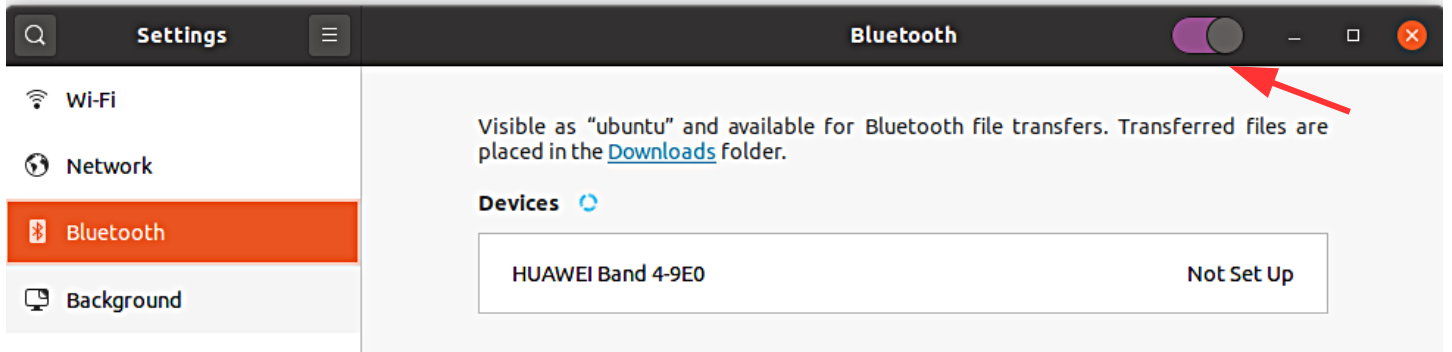 Settings
Bluetooth
Wi-Fi
Network
Bluetooth
Background
Visible as “ubuntu” and available for Bluetooth file transfers. Transferred files are
placed in the Downloads folder.
Devices
HUAWEI Band 4-9E0 Not Set Up